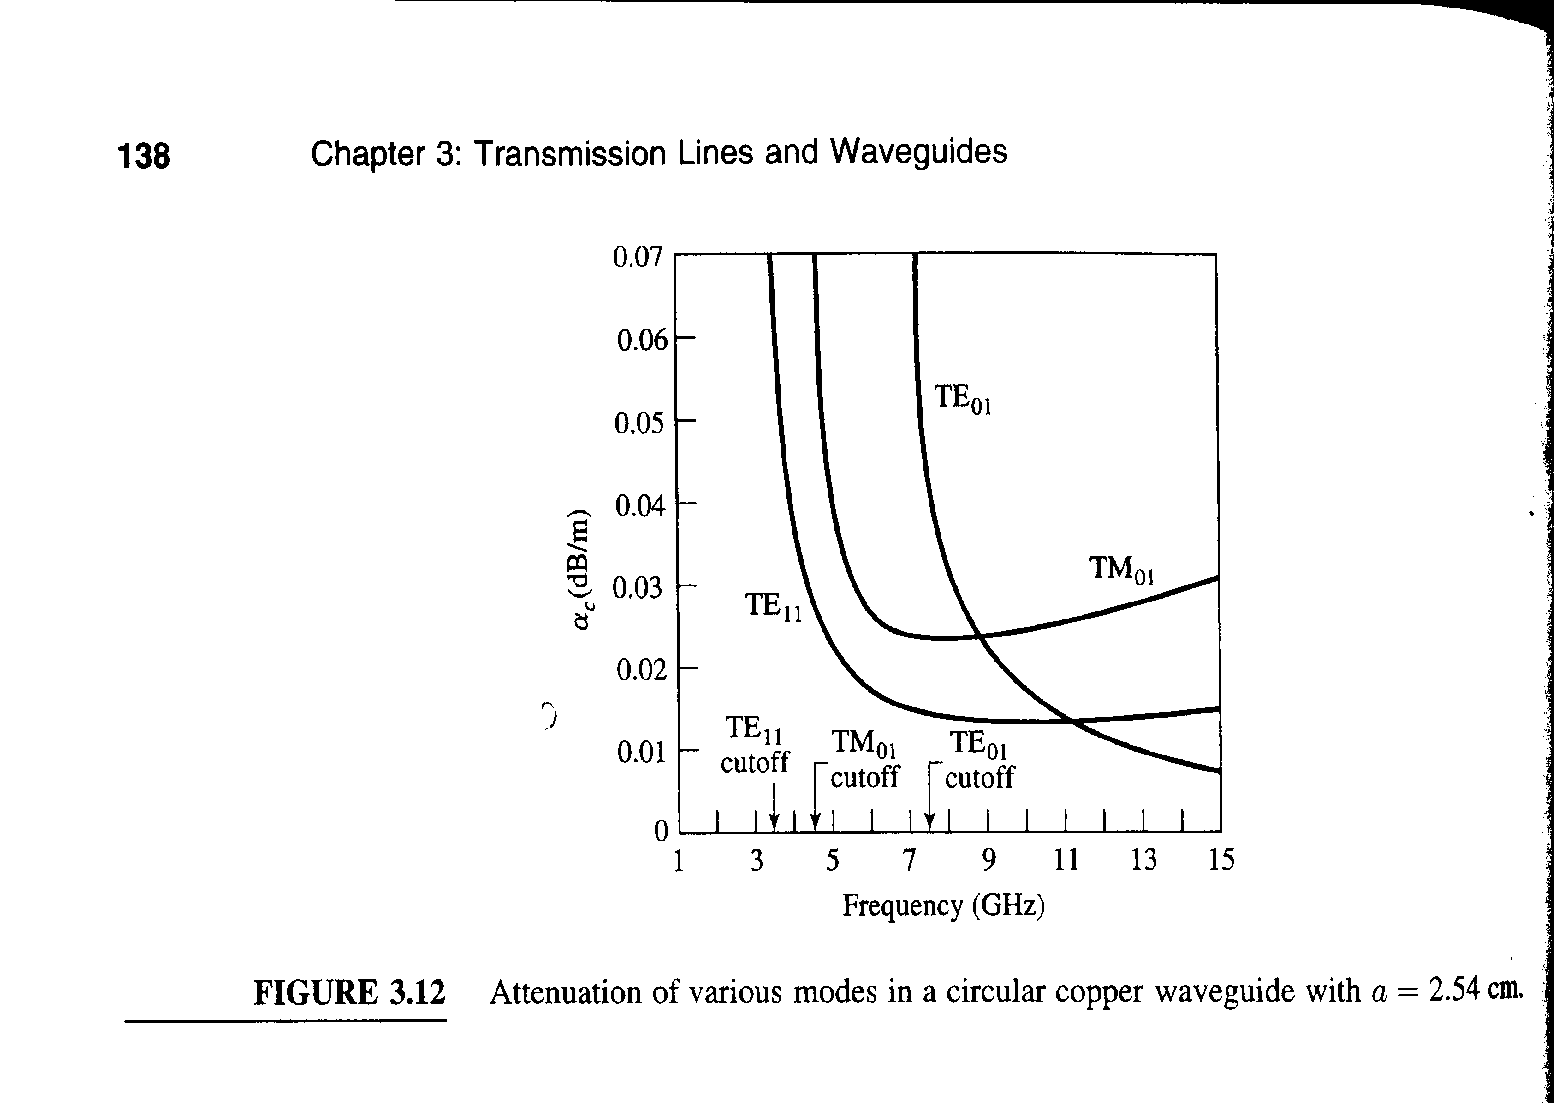 138 Chapter 3: Transmission Lines and Waveguides
0.07
0.06
0.05
0.04
0.03
0.02
0.01
0
α_c (dB/m)
TE₀₁
TM₀₁
TE₁₁
TE₁₁
cutoff
TM₀₁
cutoff
TE₀₁
cutoff
1 3 5 7 9 11 13 15
Frequency (GHz)
FIGURE 3.12 Attenuation of various modes in a circular copper waveguide with a = 2.54 cm.